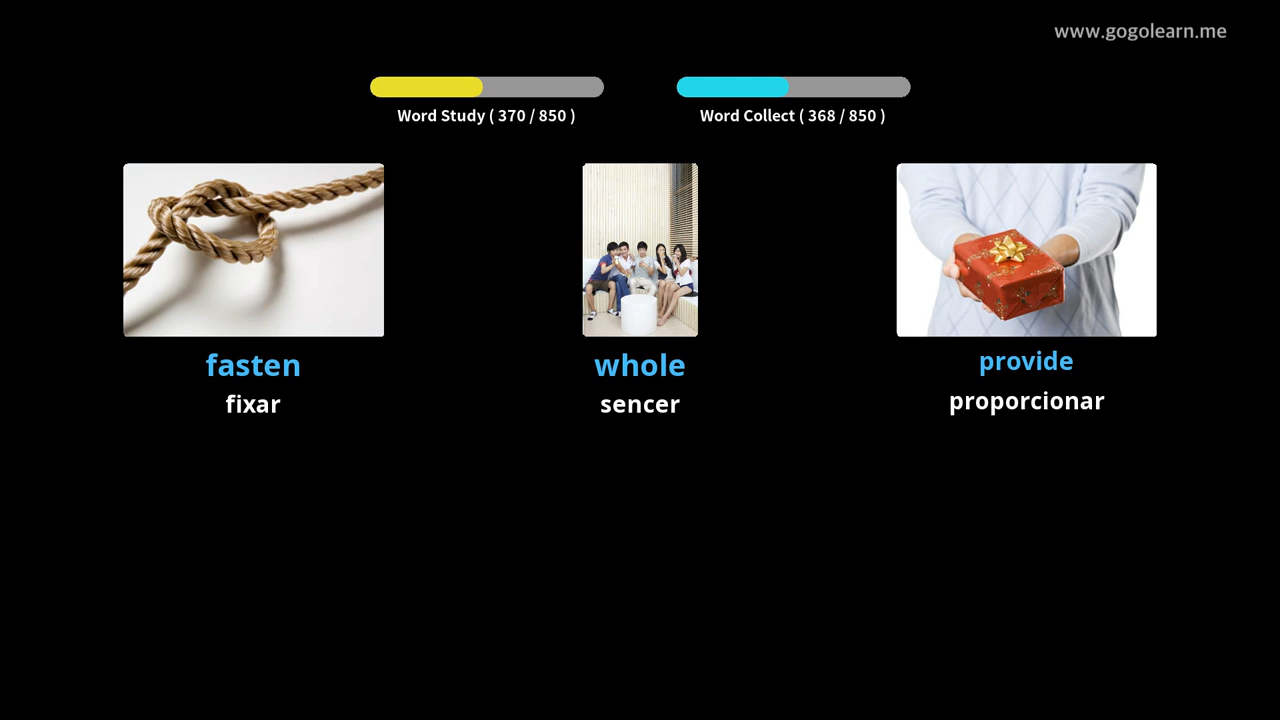 www.gogolearn.me
Word Study ( 370 / 850 )
Word Collect ( 368 / 850 )
fasten
fixar
whole
sencer
provide
proporcionar